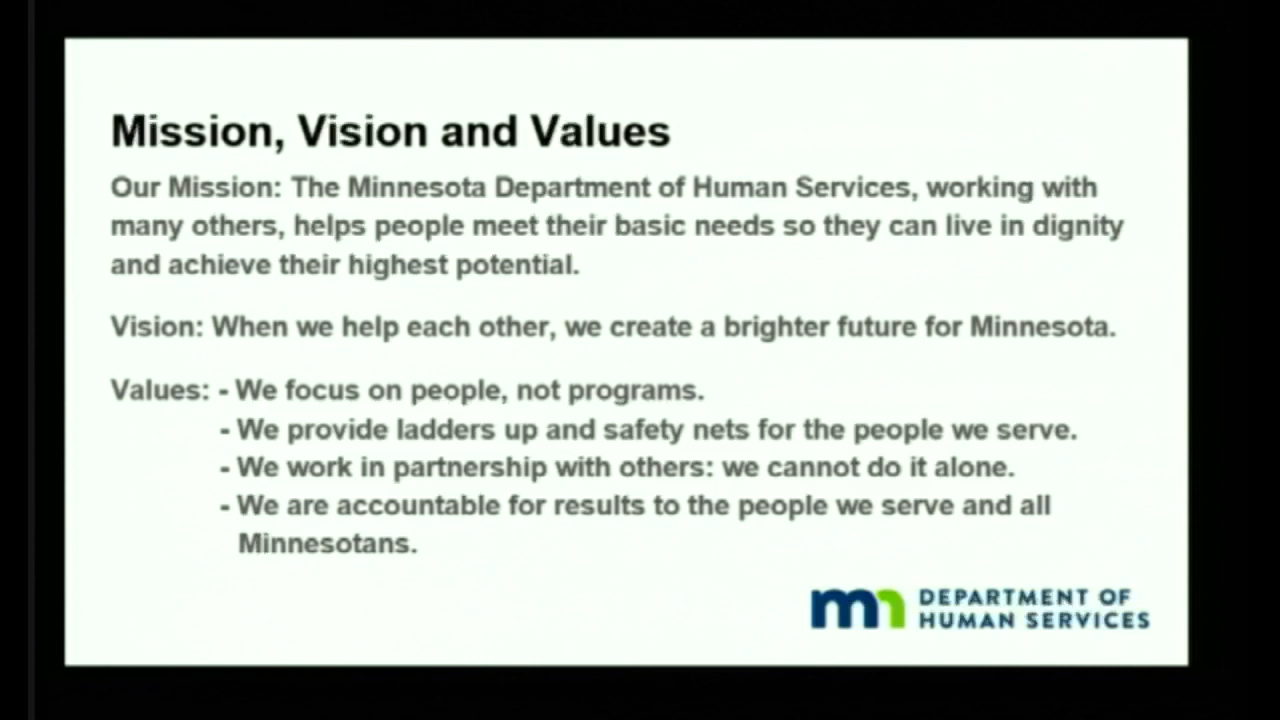 Mission, Vision and Values
Our Mission: The Minnesota Department of Human Services, working with
many others, helps people meet their basic needs so they can live in dignity
and achieve their highest potential.
Vision: When we help each other, we create a brighter future for Minnesota.
Values: - We focus on people, not programs.
- We provide ladders up and safety nets for the people we serve.
- We work in partnership with others: we cannot do it alone.
- We are accountable for results to the people we serve and all
Minnesotans.
mn DEPARTMENT OF
HUMAN SERVICES